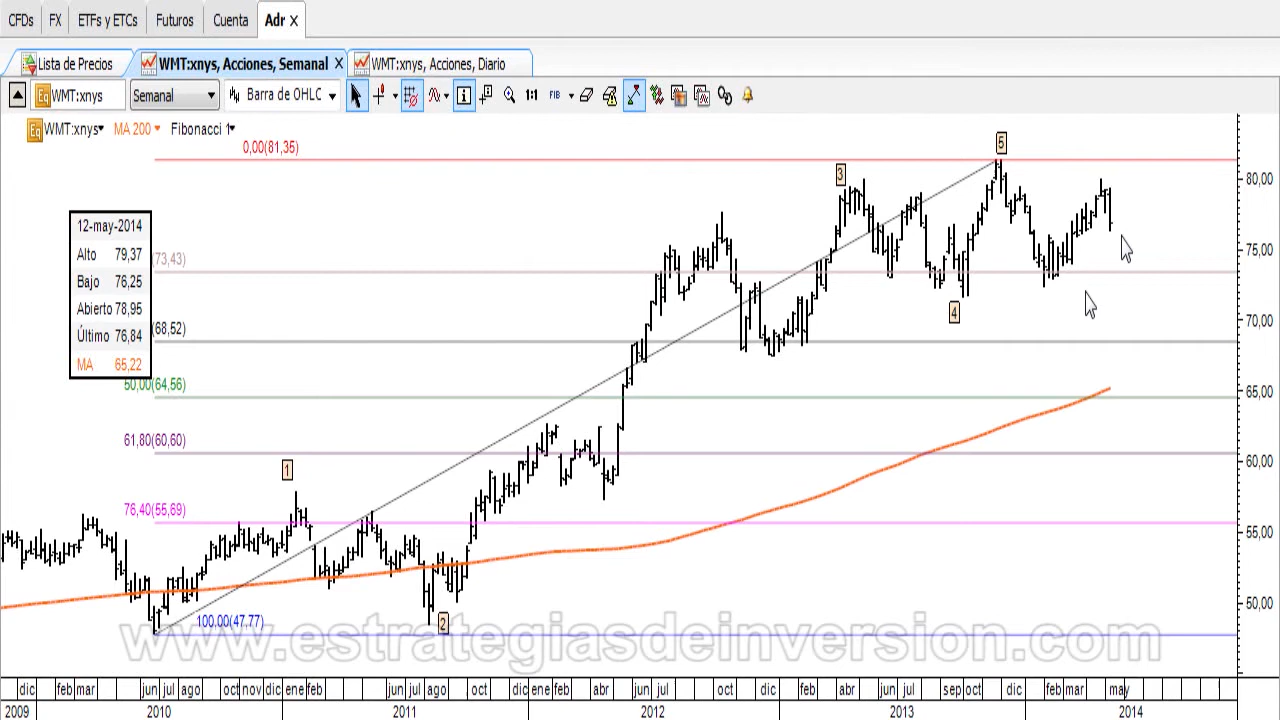 CFDs FX ETFs y ETCs Futuros Cuenta Adr X
Lista de Precios WMT:xnys, Acciones, Semanal X WMT:xnys, Acciones, Diario
Eq WMT:xnys Semanal Barra de OHLC 1:1 FIB
Eq WMT:xnys MA 200 Fibonacci 1
0,00(81,35)
5
3
80,00
12-may-2014
Alto 79,37
Bajo 76,25
Abierto 78,95
Último 76,84
MA 65,22
75,00
73,43)
4
70,00
68,52)
65,00
50,00(64,56)
61,80(60,60)
60,00
1
76,40(55,69)
55,00
50,00
100,00(47,77)
2
www.estrategiasdeinversion.com
dic feb mar jun jul ago oct nov dic ene feb jun jul ago oct dic ene feb abr jun jul oct dic feb abr jun jul sep oct dic feb mar may
2009 2010 2011 2012 2013 2014